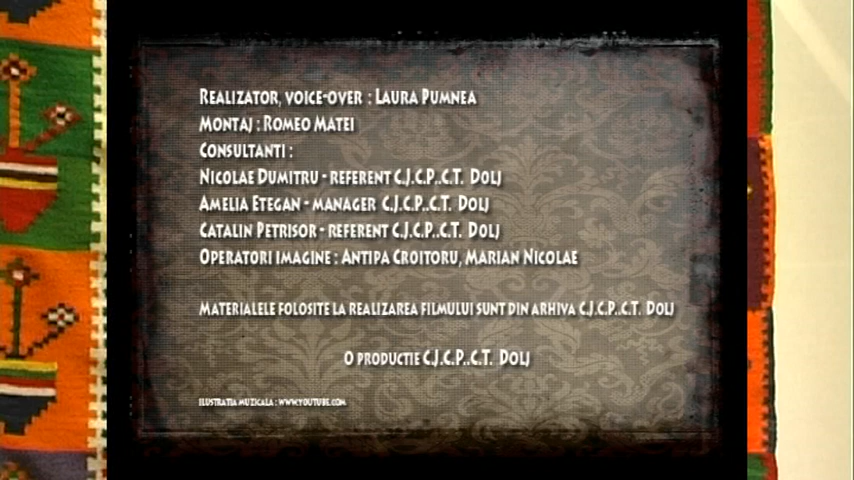 REALIZATOR, VOICE-OVER : LAURA PUMNEA
MONTAJ : ROMEO MATEI
CONSULTANTI :
NICOLAE DUMITRU - REFERENT C.J.C.P..C.T. DOLJ
AMELIA ETEGAN - MANAGER C.J.C.P..C.T. DOLJ
CATALIN PETRISOR - REFERENT C.J.C.P..C.T. DOLJ
OPERATORI IMAGINE : ANTIPA CROITORU, MARIAN NICOLAE
MATERIALELE FOLOSITE LA REALIZAREA FILMULUI SUNT DIN ARHIVA C.J.C.P..C.T. DOLJ
O PRODUCTIE C.J.C.P..C.T. DOLJ
ILUSTRATIA MUZICALA : WWW.YOUTUBE.COM